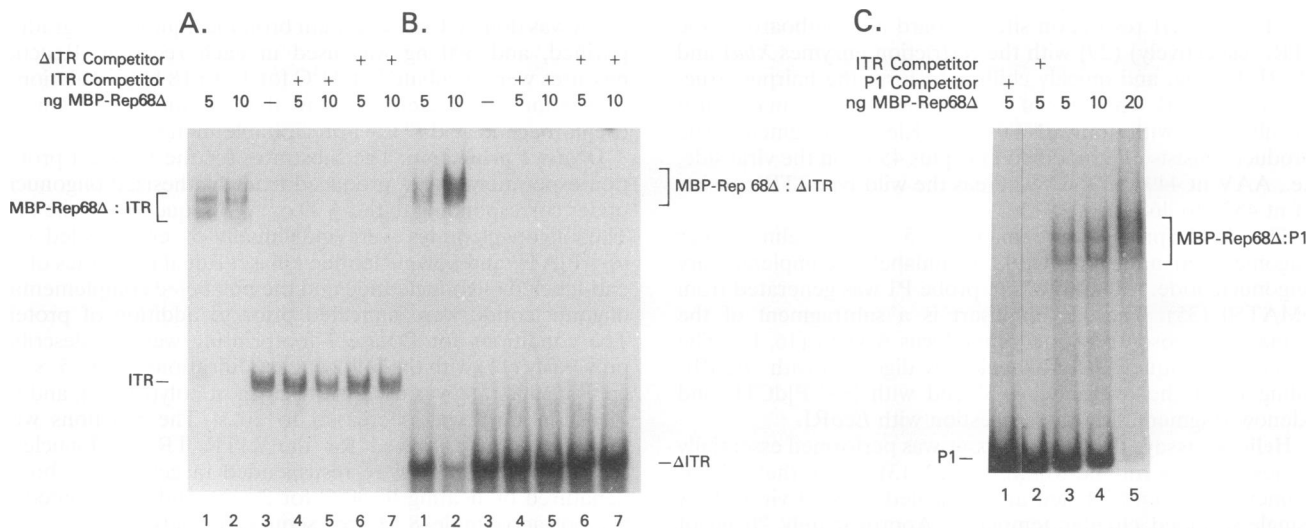 A.
B.
ΔITR Competitor + + + +
ITR Competitor + + + +
ng MBP-Rep68Δ 5 10 — 5 10 5 10 5 10 — 5 10 5 10
MBP-Rep68Δ : ITR
MBP-Rep 68Δ : ΔITR
ITR—
—ΔITR
1 2 3 4 5 6 7 1 2 3 4 5 6 7
C.
ITR Competitor +
P1 Competitor +
ng MBP-Rep68Δ 5 5 5 10 20
MBP-Rep68Δ:P1
P1—
1 2 3 4 5